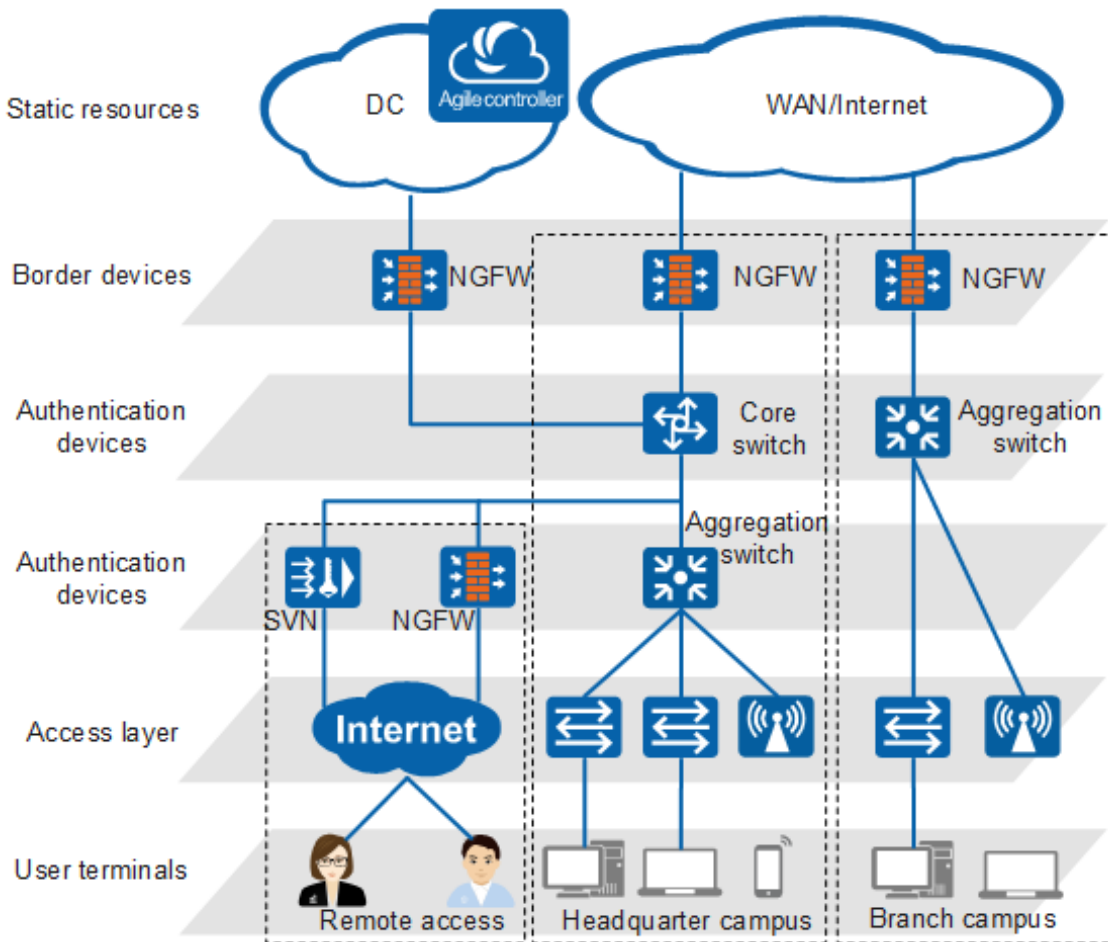 Static resources
DC
Agile controller
WAN/Internet
Border devices
NGFW
NGFW
NGFW
Authentication
devices
Core
switch
Aggregation
switch
Authentication
devices
SVN
NGFW
Aggregation
switch
Access layer
Internet
User terminals
Remote access
Headquarter campus
Branch campus